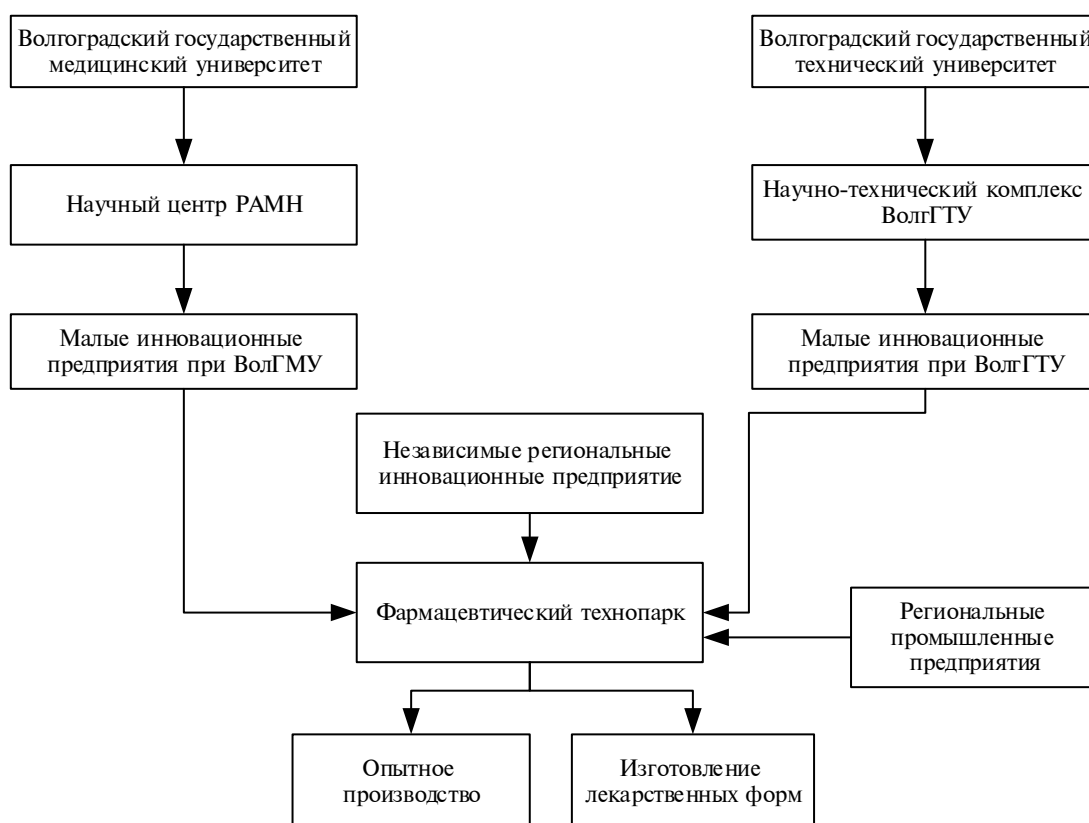 Волгоградский государственный
медицинский университет
Волгоградский государственный
технический университет
Научный центр РАМН
Научно-технический комплекс
ВолгГТУ
Малые инновационные
предприятия при ВолГМУ
Малые инновационные
предприятия при ВолгГТУ
Независимые региональные
инновационные предприятие
Фармацевтический технопарк
Региональные
промышленные
предприятия
Опытное
производство
Изготовление
лекарственных форм